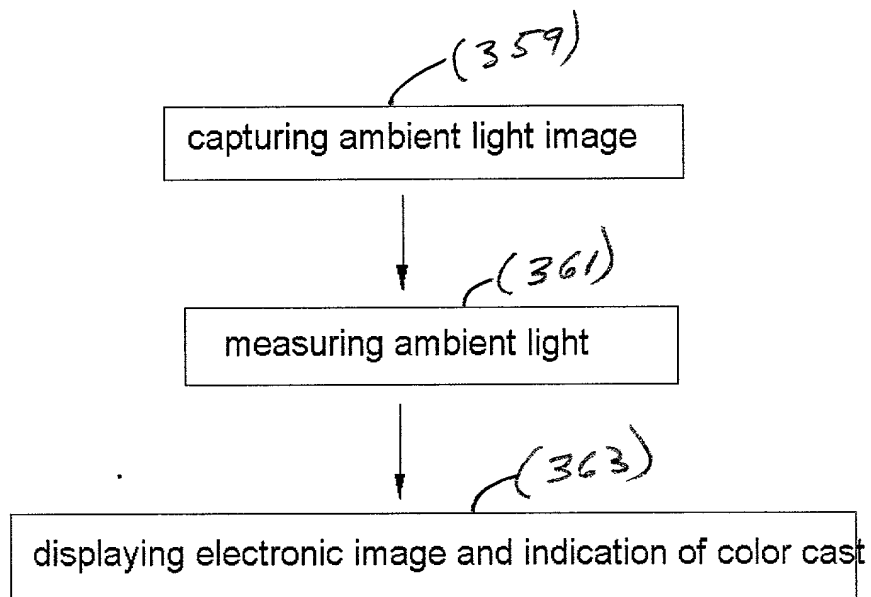 (359)
capturing ambient light image
(361)
measuring ambient light
(363)
displaying electronic image and indication of color cast